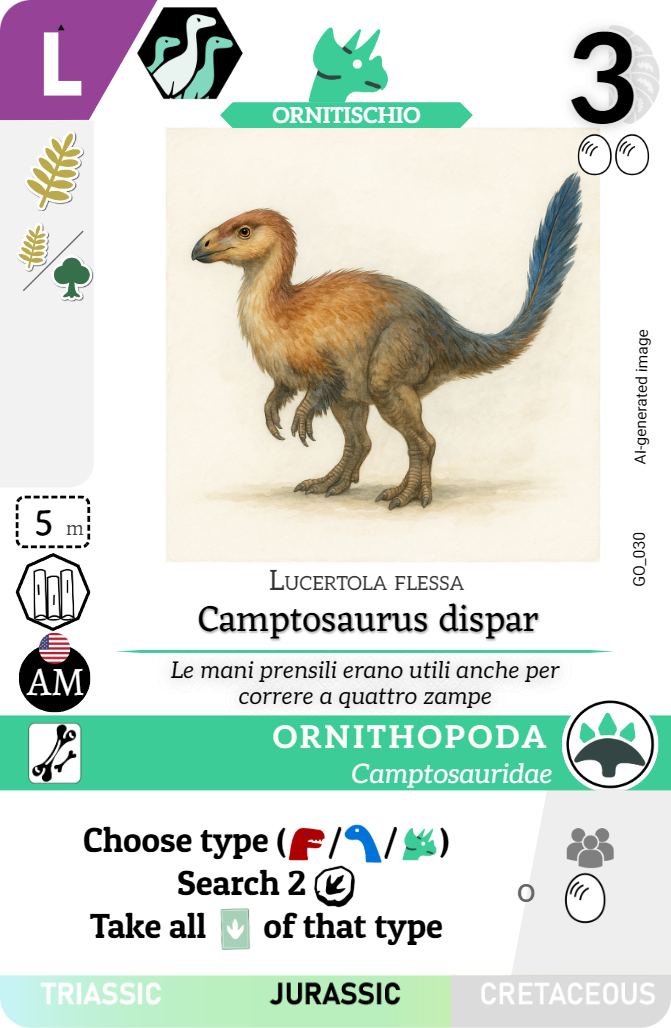 L
ORNITISCHIO
3
AI-generated image
GO_030
5 m
AM
Lucertola flessa
Camptosaurus dispar
Le mani prensili erano utili anche per
correre a quattro zampe
ORNITHOPODA
Camptosauridae
Choose type ( / / )
Search 2
Take all of that type
O
TRIASSIC JURASSIC CRETACEOUS